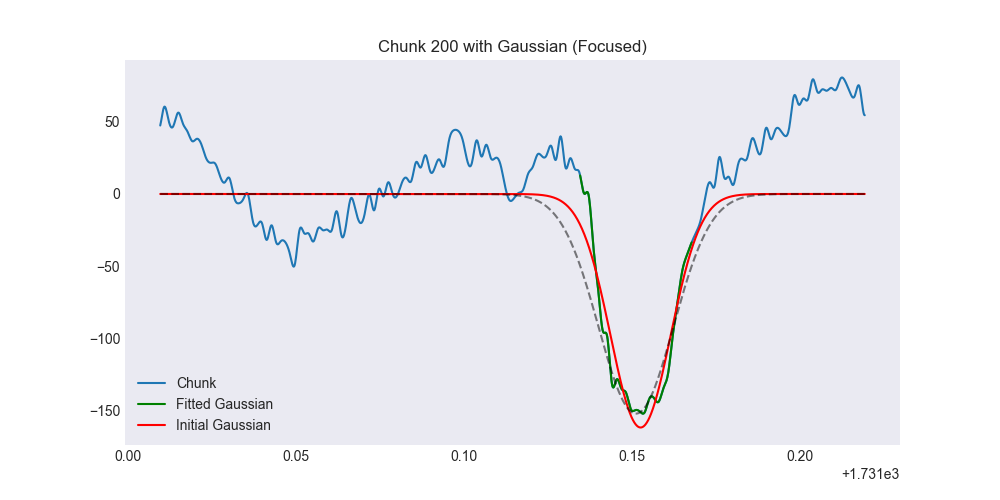 Chunk 200 with Gaussian (Focused)
50
0
−50
−100
−150
Chunk
Fitted Gaussian
Initial Gaussian
0.00 0.05 0.10 0.15 0.20
+1.731e3